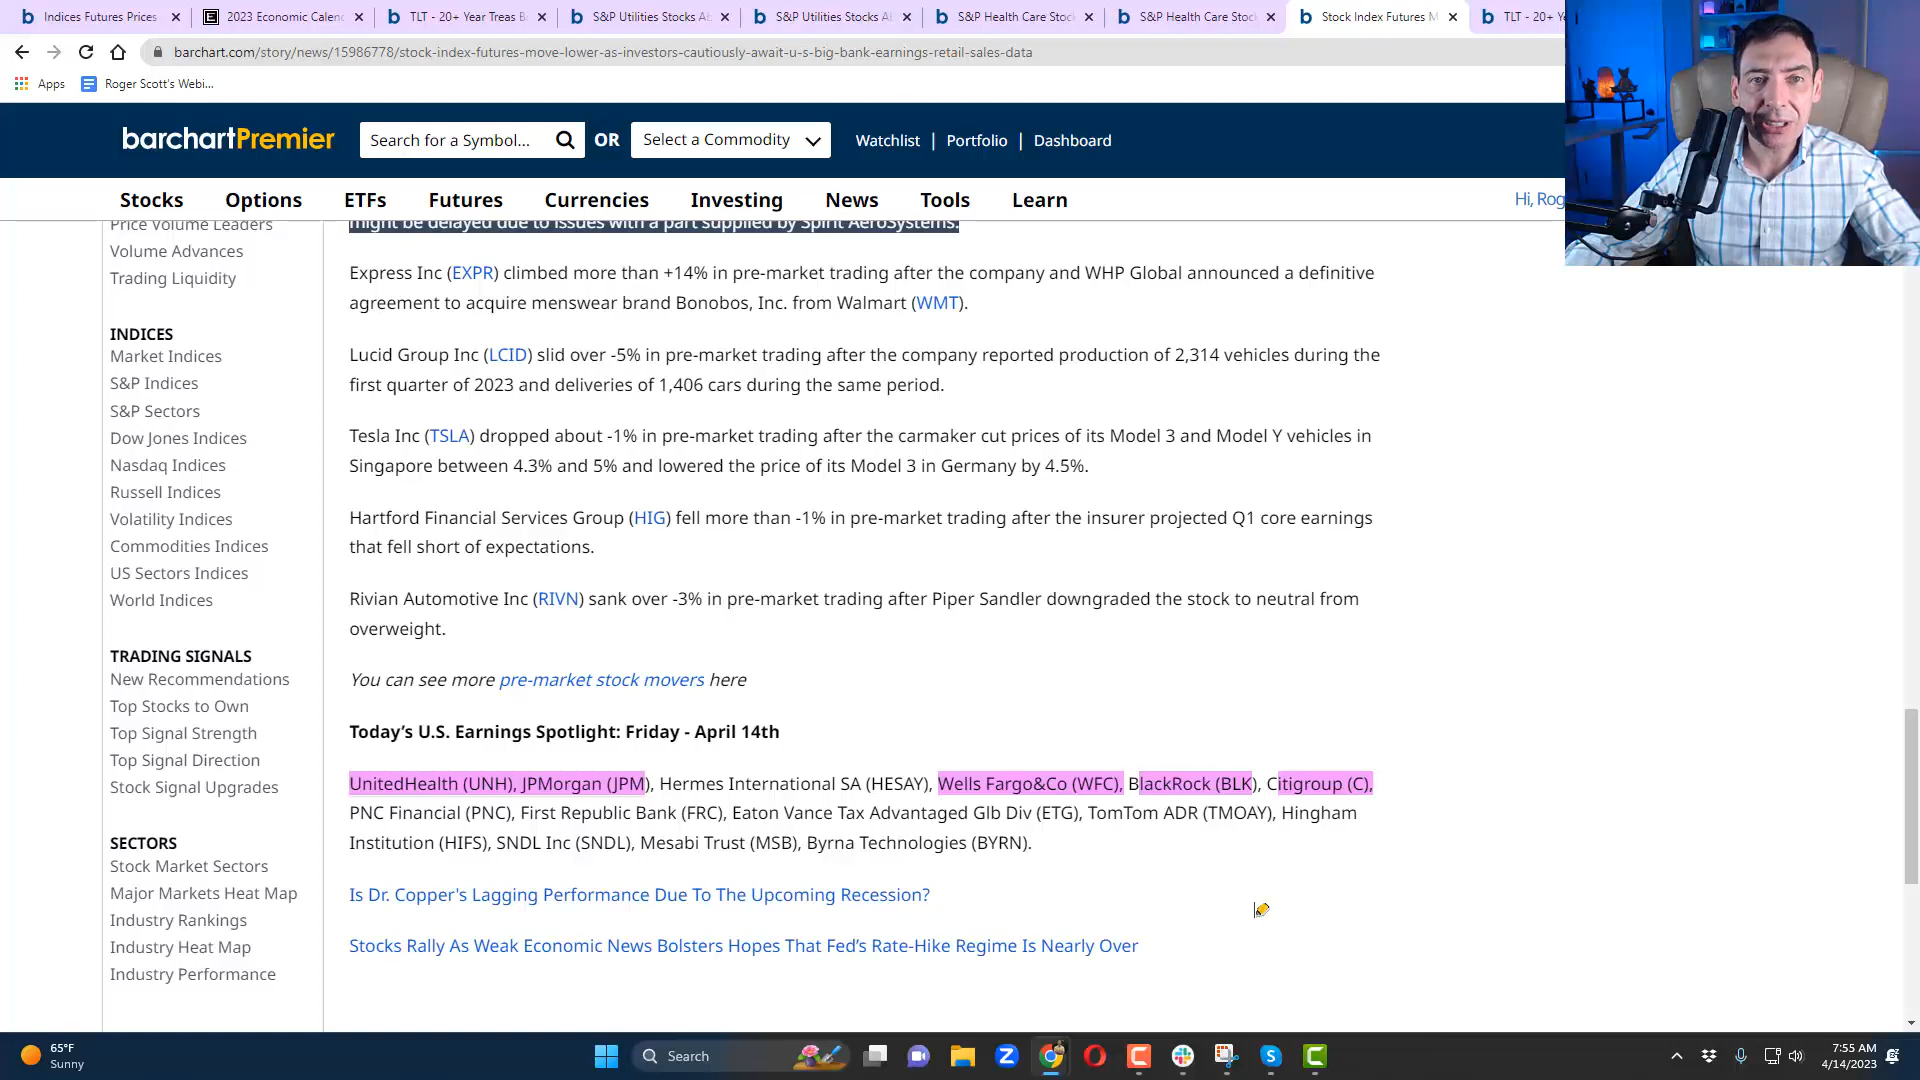 Indices Futures Prices
2023 Economic Calend
TLT - 20+ Year Treas B
S&P Utilities Stocks Ab
S&P Utilities Stocks Ab
S&P Health Care Stock
S&P Health Care Stock
Stock Index Futures M
TLT - 20+ Ye
barchart.com/story/news/15986778/stock-index-futures-move-lower-as-investors-cautiously-await-u-s-big-bank-earnings-retail-sales-data
Apps
Roger Scott's Webi...
barchartPremier
Search for a Symbol...
OR
Select a Commodity
Watchlist | Portfolio | Dashboard
Stocks Options ETFs Futures Currencies Investing News Tools Learn
Hi, Rog
Price Volume Leaders
Volume Advances
Trading Liquidity
INDICES
Market Indices
S&P Indices
S&P Sectors
Dow Jones Indices
Nasdaq Indices
Russell Indices
Volatility Indices
Commodities Indices
US Sectors Indices
World Indices
TRADING SIGNALS
New Recommendations
Top Stocks to Own
Top Signal Strength
Top Signal Direction
Stock Signal Upgrades
SECTORS
Stock Market Sectors
Major Markets Heat Map
Industry Rankings
Industry Heat Map
Industry Performance
might be delayed due to issues with a part supplied by Spirit AeroSystems.
Express Inc (EXPR) climbed more than +14% in pre-market trading after the company and WHP Global announced a definitive
agreement to acquire menswear brand Bonobos, Inc. from Walmart (WMT).
Lucid Group Inc (LCID) slid over -5% in pre-market trading after the company reported production of 2,314 vehicles during the
first quarter of 2023 and deliveries of 1,406 cars during the same period.
Tesla Inc (TSLA) dropped about -1% in pre-market trading after the carmaker cut prices of its Model 3 and Model Y vehicles in
Singapore between 4.3% and 5% and lowered the price of its Model 3 in Germany by 4.5%.
Hartford Financial Services Group (HIG) fell more than -1% in pre-market trading after the insurer projected Q1 core earnings
that fell short of expectations.
Rivian Automotive Inc (RIVN) sank over -3% in pre-market trading after Piper Sandler downgraded the stock to neutral from
overweight.
You can see more pre-market stock movers here
Today's U.S. Earnings Spotlight: Friday - April 14th
UnitedHealth (UNH), JPMorgan (JPM), Hermes International SA (HESAY), Wells Fargo&Co (WFC), BlackRock (BLK), Citigroup (C),
PNC Financial (PNC), First Republic Bank (FRC), Eaton Vance Tax Advantaged Glb Div (ETG), TomTom ADR (TMOAY), Hingham
Institution (HIFS), SNDL Inc (SNDL), Mesabi Trust (MSB), Byrna Technologies (BYRN).
Is Dr. Copper's Lagging Performance Due To The Upcoming Recession?
Stocks Rally As Weak Economic News Bolsters Hopes That Fed's Rate-Hike Regime Is Nearly Over
65°F
Sunny
Search
7:55 AM
4/14/2023